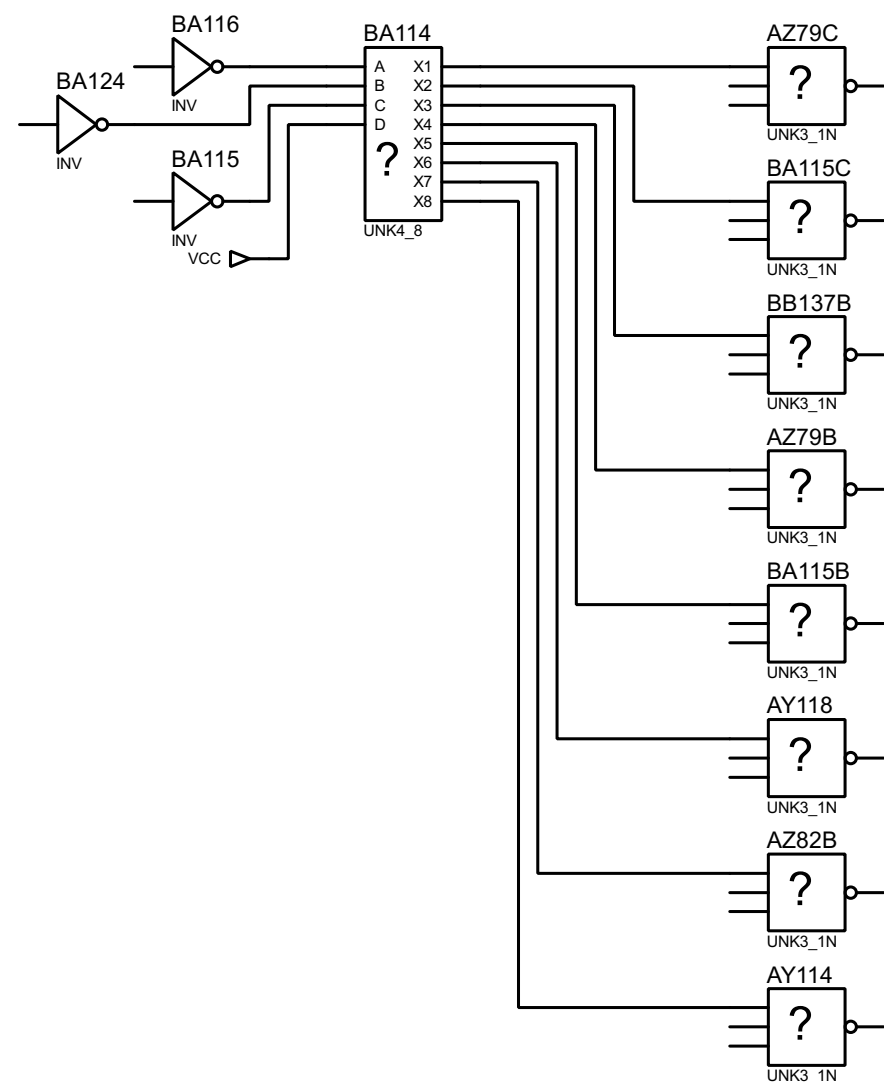 BA116
INV
BA124
INV
BA115
INV
VCC
BA114
A X1
B X2
C X3
D X4
X5
? X6
X7
X8
UNK4_8
AZ79C
?
UNK3_1N
BA115C
?
UNK3_1N
BB137B
?
UNK3_1N
AZ79B
?
UNK3_1N
BA115B
?
UNK3_1N
AY118
?
UNK3_1N
AZ82B
?
UNK3_1N
AY114
?
UNK3_1N